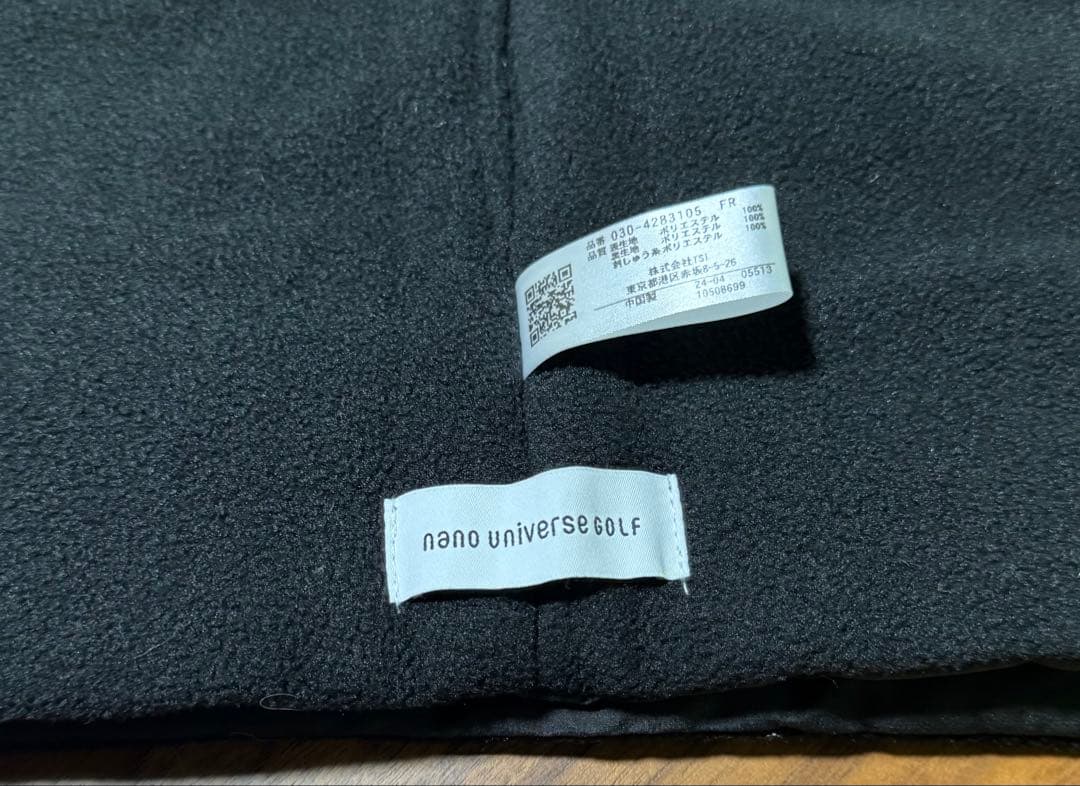 品番 030-4283105 FR
品質 表生地 ポリエステル 100%
裏生地 ポリエステル 100%
刺しゅう糸 ポリエステル 100%
株式会社TSI
東京都港区赤坂8-5-26
中国製 24-04 05513
10508699
nano universe GOLF